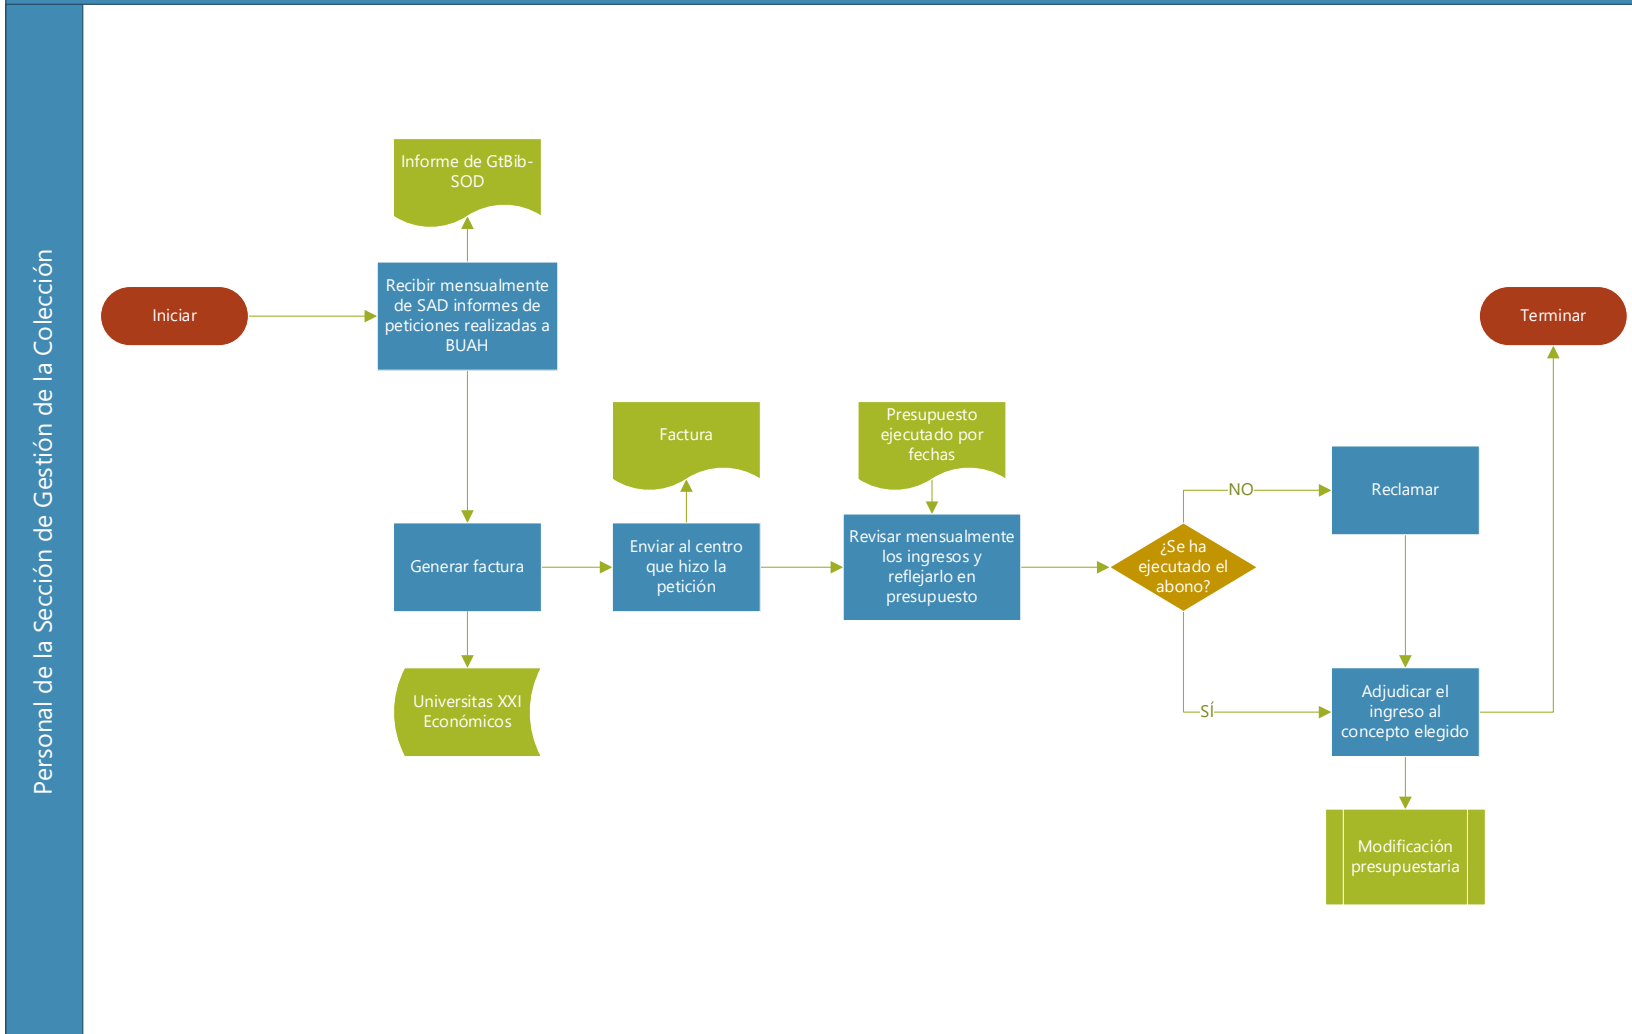 Personal de la Sección de Gestión de la Colección
Iniciar
Informe de GtBib-
SOD
Recibir mensualmente
de SAD informes de
peticiones realizadas a
BUAH
Generar factura
Universitas XXI
Económicos
Factura
Enviar al centro
que hizo la
petición
Presupuesto
ejecutado por
fechas
Revisar mensualmente
los ingresos y
reflejarlo en
presupuesto
¿Se ha
ejecutado el
abono?
NO
Reclamar
SÍ
Adjudicar el
ingreso al
concepto elegido
Modificación
presupuestaria
Terminar